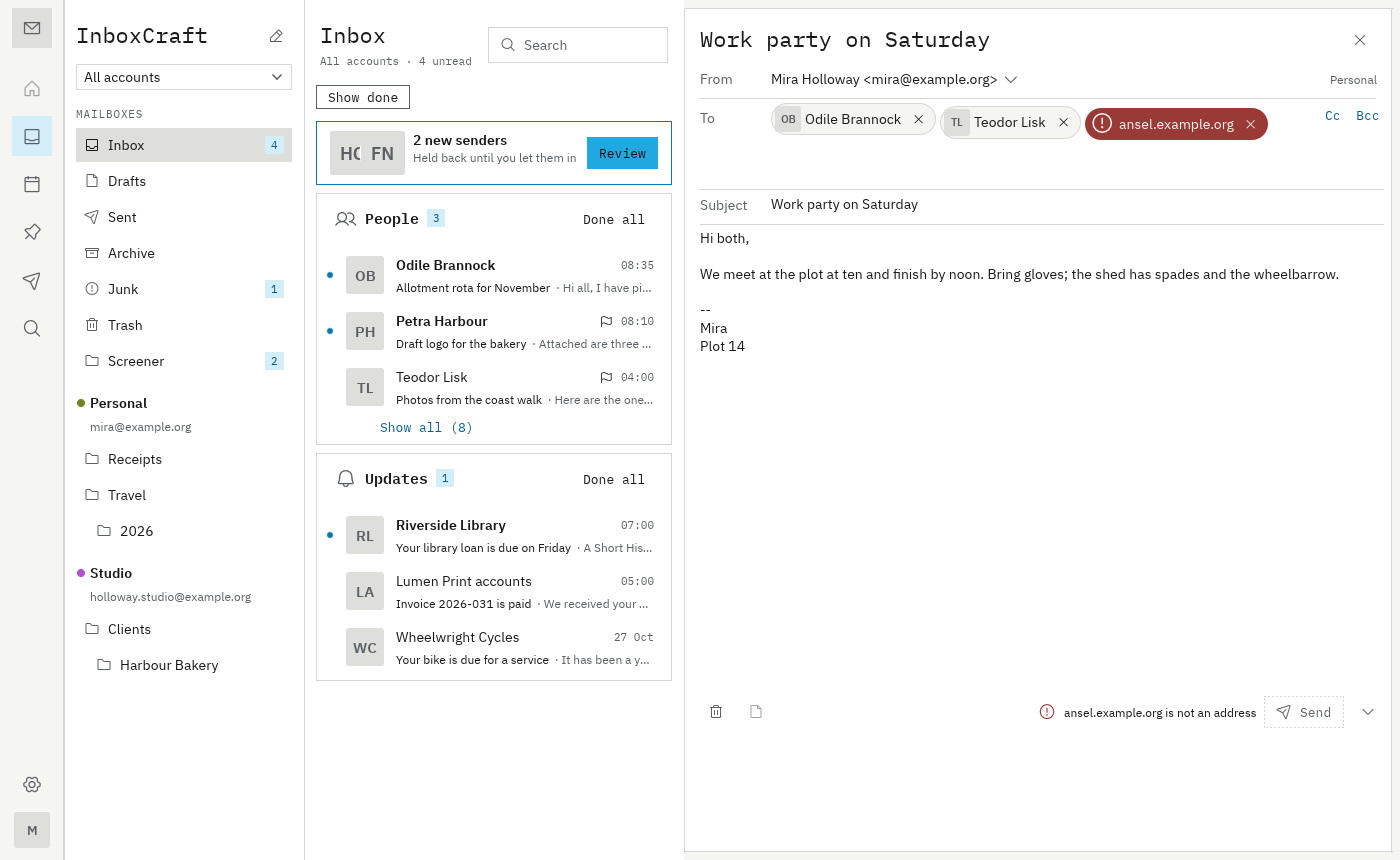 InboxCraft
All accounts
MAILBOXES
Inbox 4
Drafts
Sent
Archive
Junk 1
Trash
Screener 2
Personal
mira@example.org
Receipts
Travel
2026
Studio
holloway.studio@example.org
Clients
Harbour Bakery
M
Inbox
All accounts · 4 unread
Search
Show done
FN
2 new senders
Held back until you let them in
Review
People 3 Done all
OB Odile Brannock 08:35
Allotment rota for November · Hi all, I have pi...
PH Petra Harbour 08:10
Draft logo for the bakery · Attached are three ...
TL Teodor Lisk 04:00
Photos from the coast walk · Here are the one...
Show all (8)
Updates 1 Done all
RL Riverside Library 07:00
Your library loan is due on Friday · A Short His...
LA Lumen Print accounts 05:00
Invoice 2026-031 is paid · We received your ...
WC Wheelwright Cycles 27 Oct
Your bike is due for a service · It has been a y...
Work party on Saturday
From Mira Holloway <mira@example.org> Personal
To OB Odile Brannock TL Teodor Lisk ansel.example.org Cc Bcc
Subject Work party on Saturday
Hi both,
We meet at the plot at ten and finish by noon. Bring gloves; the shed has spades and the wheelbarrow.
--
Mira
Plot 14
ansel.example.org is not an address Send